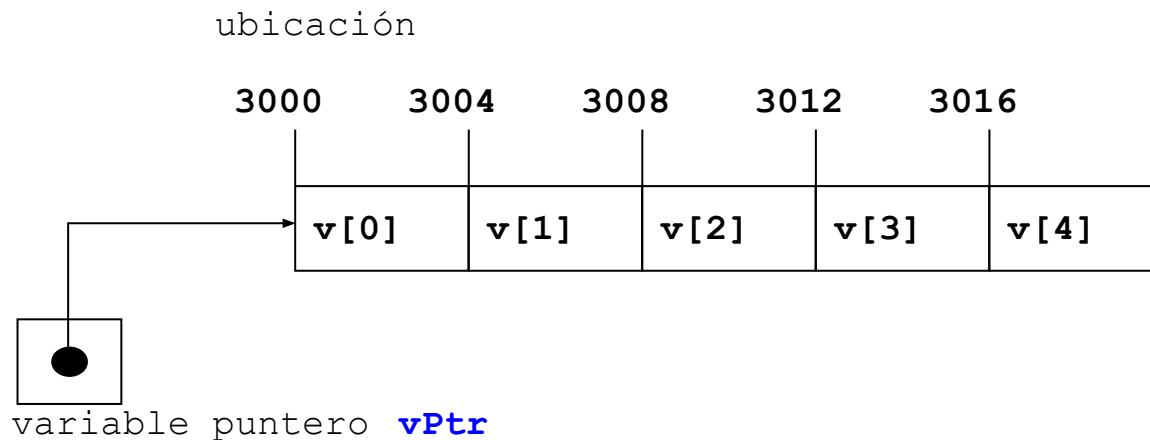 ubicación
3000 3004 3008 3012 3016
v[0] v[1] v[2] v[3] v[4]
variable puntero vPtr